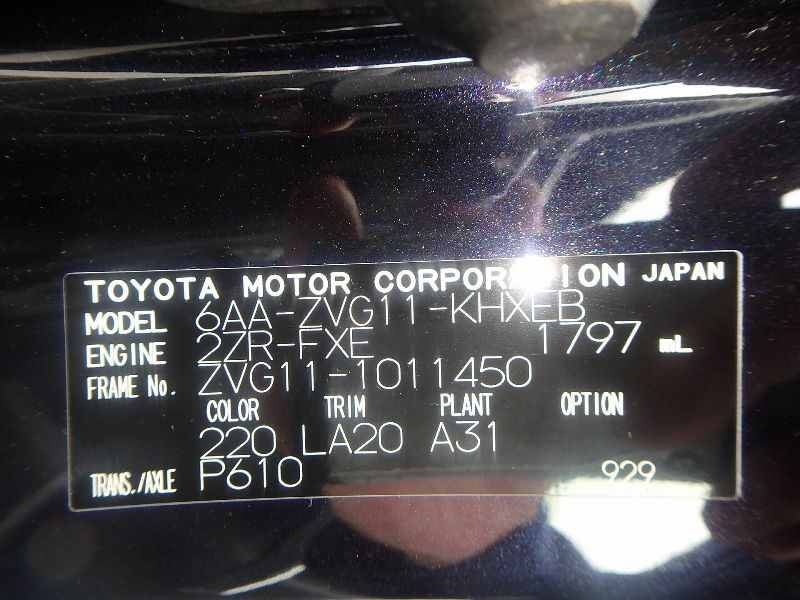 TOYOTA MOTOR CORPORATION JAPAN
MODEL 6AA-ZVG11-KHXEB
ENGINE 2ZR-FXE 1797 mL
FRAME No. ZVG11-1011450
COLOR TRIM PLANT OPTION
220 LA20 A31
TRANS./AXLE P610 929